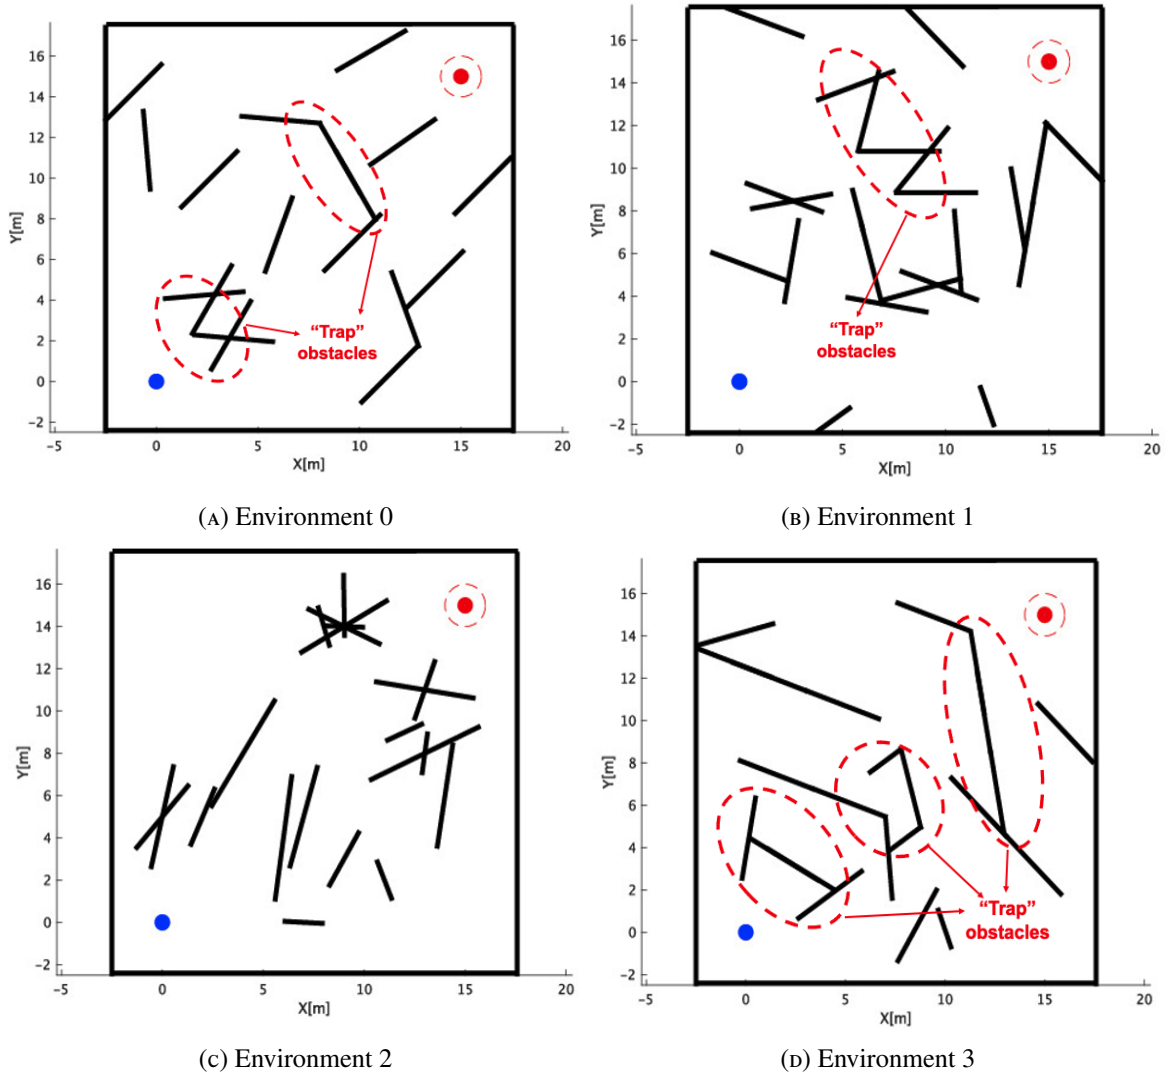 16
14
12
10
8
6
4
2
0
−2
Y[m]
−5 0 5 10 15 20
X[m]
“Trap”
obstacles
(A) Environment 0
16
14
12
10
8
6
4
2
0
−2
Y[m]
−5 0 5 10 15 20
X[m]
“Trap”
obstacles
(B) Environment 1
16
14
12
10
8
6
4
2
0
−2
Y[m]
−5 0 5 10 15 20
X[m]
(C) Environment 2
16
14
12
10
8
6
4
2
0
−2
Y[m]
−5 0 5 10 15 20
X[m]
“Trap”
obstacles
(D) Environment 3